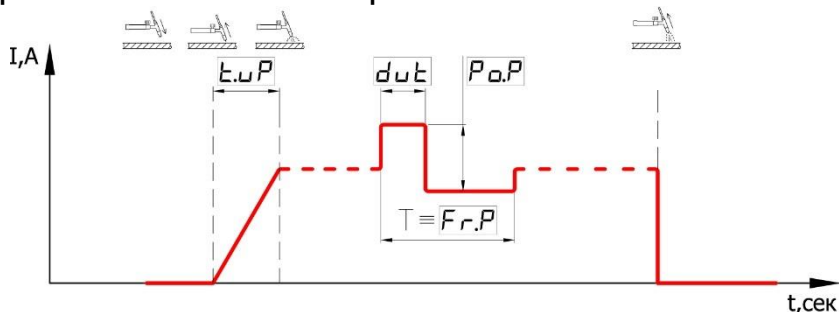 I,A
t.uP
dut
Po.P
T ≡ Fr.P
t,сек